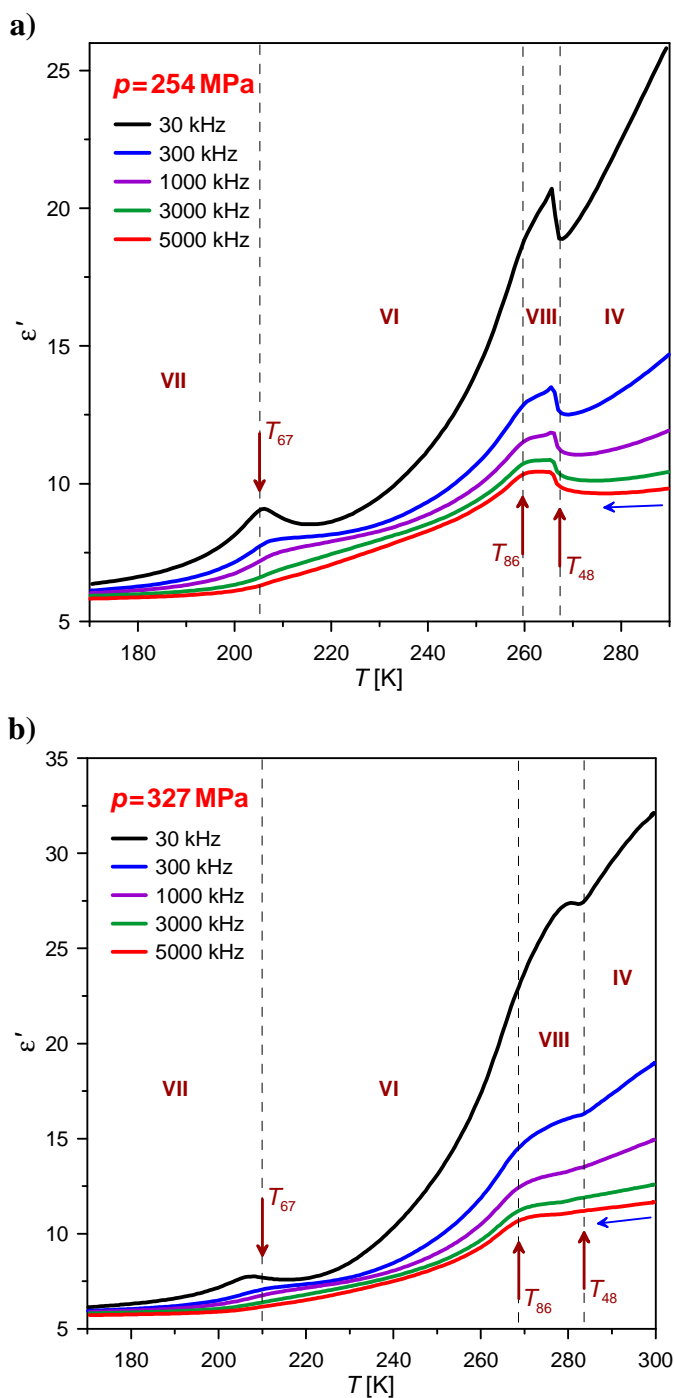 a)
25
20
15
10
5
ε′
p=254 MPa
30 kHz
300 kHz
1000 kHz
3000 kHz
5000 kHz
VII
VI
VIII
IV
T67
T86
T48
180 200 220 240 260 280
T [K]
b)
35
30
25
20
15
10
5
ε′
p=327 MPa
30 kHz
300 kHz
1000 kHz
3000 kHz
5000 kHz
IV
VIII
VII
VI
T67
T86
T48
180 200 220 240 260 280 300
T [K]